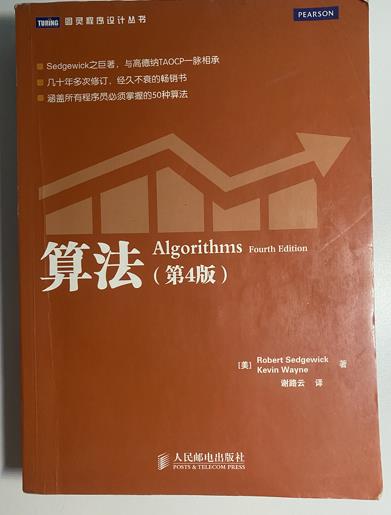 TURING 图灵程序设计丛书
PEARSON
Sedgewick之巨著，与高德纳TAOCP一脉相承
几十年多次修订，经久不衰的畅销书
涵盖所有程序员必须掌握的50种算法
算法 Algorithms Fourth Edition
（第4版）
[美] Robert Sedgewick
Kevin Wayne 著
谢路云 译
人民邮电出版社
POSTS & TELECOM PRESS